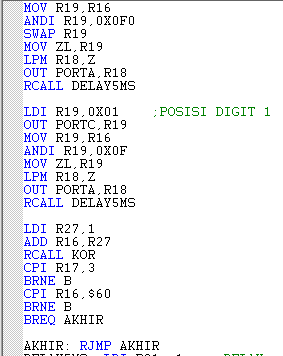 MOV R19,R16
ANDI R19,0X0F0
SWAP R19
MOV ZL,R19
LPM R18,Z
OUT PORTA,R18
RCALL DELAY5MS
LDI R19,0X01 ;POSISI DIGIT 1
OUT PORTC,R19
MOV R19,R16
ANDI R19,0X0F
MOV ZL,R19
LPM R18,Z
OUT PORTA,R18
RCALL DELAY5MS
LDI R27,1
ADD R16,R27
RCALL KOR
CPI R17,3
BRNE B
CPI R16,$60
BRNE B
BREQ AKHIR
AKHIR: RJMP AKHIR